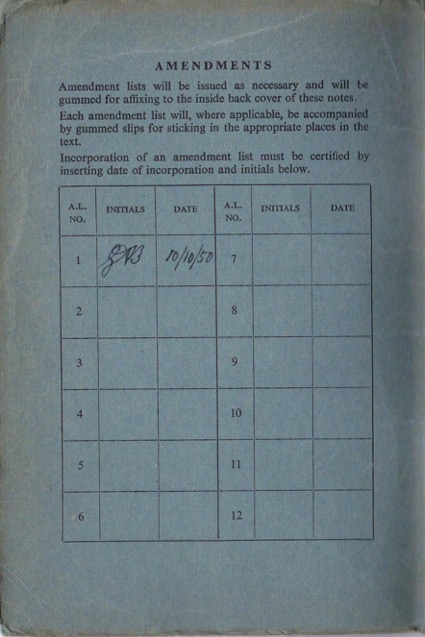 AMENDMENTS
Amendment lists will be issued as necessary and will be
gummed for affixing to the inside back cover of these notes.
Each amendment list will, where applicable, be accompanied
by gummed slips for sticking in the appropriate places in the
text.
Incorporation of an amendment list must be certified by
inserting date of incorporation and initials below.
A.L. NO. INITIALS DATE A.L. NO. INITIALS DATE
1 10/10/50 7
2 8
3 9
4 10
5 11
6 12